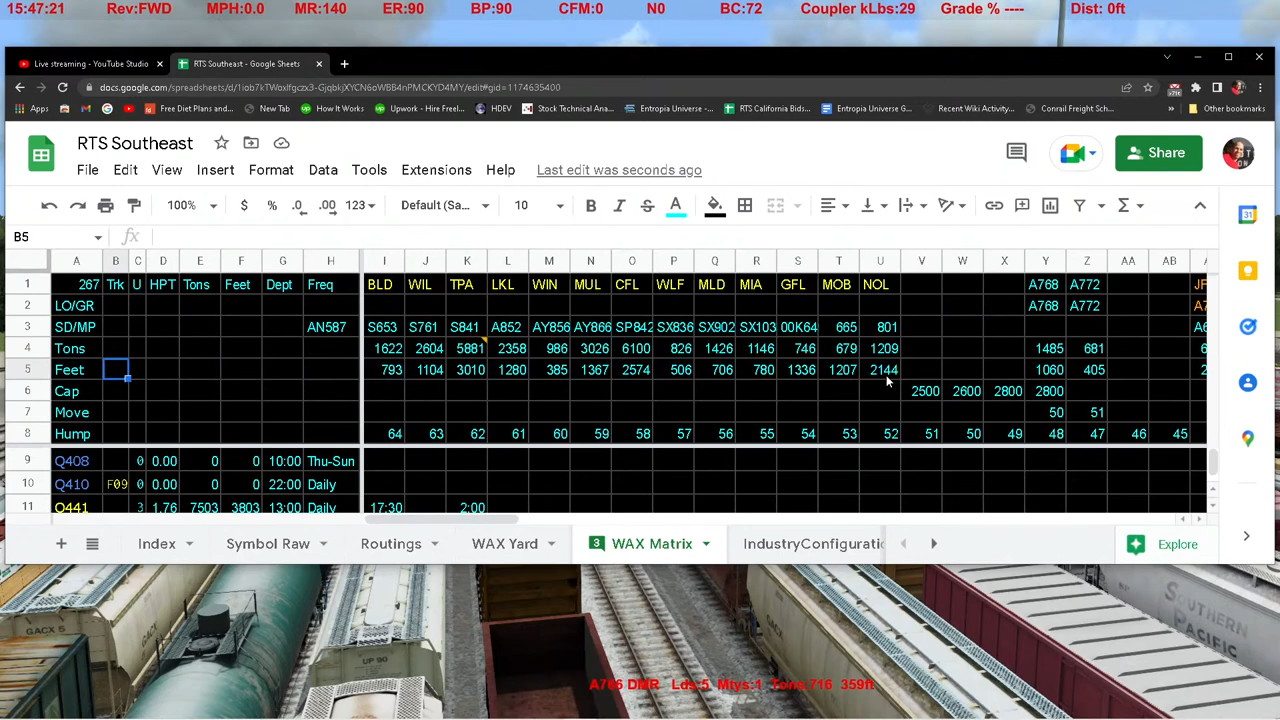 15:47:21 Rev:FWD MPH:0.0 MR:140 ER:90 BP:90 CFM:0 N0 BC:72 Coupler kLbs:29 Grade % ---- Dist: 0ft
Live streaming - YouTube Studio RTS Southeast - Google Sheets
Apps Free Diet Plans and... New Tab How It Works Upwork - Hire Freel... HDEV Stock Technical Ana... Entropia Universe -... RTS California Bids... Entropia Universe G... Recent Wiki Activity... Conrail Freight Sch... » Other bookmarks
RTS Southeast
Share
File Edit View Insert Format Data Tools Extensions Help Last edit was seconds ago
100% $ % .0 .00 123 Default (Sa... 10 B I S A
B5 fx
A B C D E F G H I J K L M N O P Q R S T U V W X Y Z AA AB
1 267 Trk U HPT Tons Feet Dept Freq BLD WIL TPA LKL WIN MUL CFL WLF MLD MIA GFL MOB NOL A768 A772
2 LO/GR A768 A772
3 SD/MP AN587 S653 S761 S841 A852 AY856 AY866 SP842 SX836 SX902 SX103 00K64 665 801
4 Tons 1622 2604 5881 2358 986 3026 6100 826 1426 1146 746 679 1209 1485 681
5 Feet 793 1104 3010 1280 385 1367 2574 506 706 780 1336 1207 2144 1060 405
6 Cap 2500 2600 2800 2800
7 Move 50 51
8 Hump 64 63 62 61 60 59 58 57 56 55 54 53 52 51 50 49 48 47 46 45
9 Q408 0 0.00 0 0 10:00 Thu-Sun
10 Q410 F09 0 0.00 0 0 22:00 Daily
11 Q441 3 1.76 7503 3803 13:00 Daily 17:30 2:00
Index Symbol Raw Routings WAX Yard 3 WAX Matrix IndustryConfigurati Explore
GACX 5
UP 90
SOUTHERN
PACIFIC
A766 DMR Lds:5 Mtys:1 Tons:716 359ft